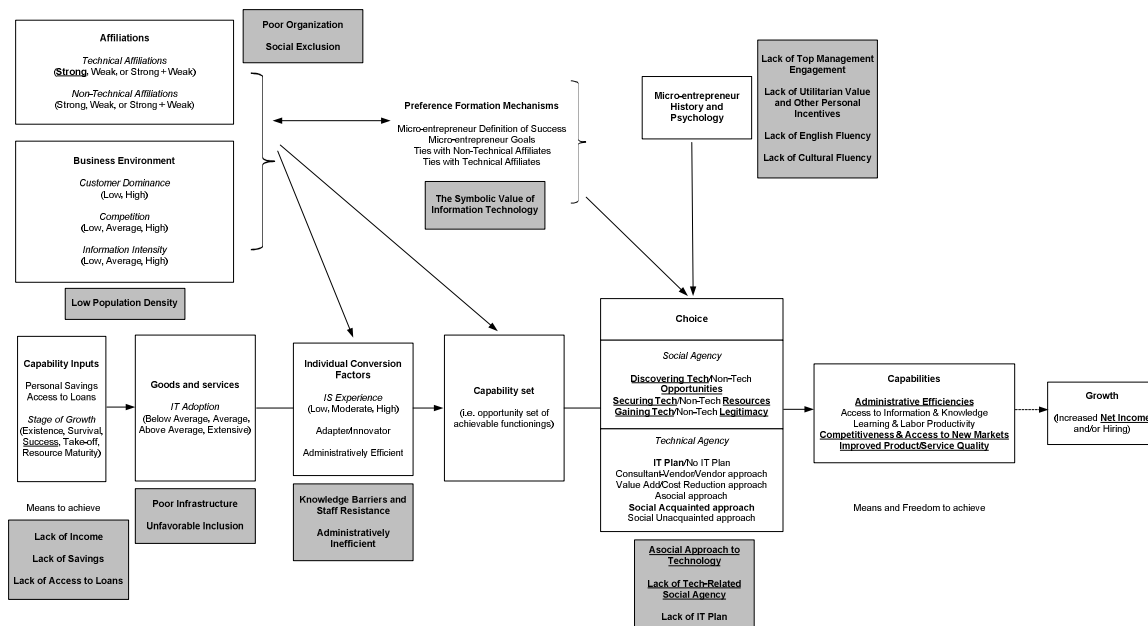 Affiliations
Technical Affiliations
(Strong, Weak, or Strong + Weak)
Non-Technical Affiliations
(Strong, Weak, or Strong + Weak)
Poor Organization
Social Exclusion
Business Environment
Customer Dominance
(Low, High)
Competition
(Low, Average, High)
Information Intensity
(Low, Average, High)
Low Population Density
Preference Formation Mechanisms
Micro-entrepreneur Definition of Success
Micro-entrepreneur Goals
Ties with Non-Technical Affiliates
Ties with Technical Affiliates
The Symbolic Value of
Information Technology
Micro-entrepreneur
History and
Psychology
Lack of Top Management
Engagement
Lack of Utilitarian Value
and Other Personal
Incentives
Lack of English Fluency
Lack of Cultural Fluency
Capability Inputs
Personal Savings
Access to Loans
Stage of Growth
(Existence, Survival,
Success, Take-off,
Resource Maturity)
Means to achieve
Lack of Income
Lack of Savings
Lack of Access to Loans
Goods and services
IT Adoption
(Below Average, Average,
Above Average, Extensive)
Poor Infrastructure
Unfavorable Inclusion
Individual Conversion
Factors
IS Experience
(Low, Moderate, High)
Adapter/Innovator
Administratively Efficient
Knowledge Barriers and
Staff Resistance
Administratively
Inefficient
Capability set
(i.e. opportunity set of
achievable functionings)
Choice
Social Agency
Discovering Tech/Non-Tech
Opportunities
Securing Tech/Non-Tech Resources
Gaining Tech/Non-Tech Legitimacy
Technical Agency
IT Plan/No IT Plan
Consultant-Vendor/Vendor approach
Value Add/Cost Reduction approach
Asocial approach
Social Acquainted approach
Social Unacquainted approach
Asocial Approach to
Technology
Lack of Tech-Related
Social Agency
Lack of IT Plan
Capabilities
Administrative Efficiencies
Access to Information & Knowledge
Learning & Labor Productivity
Competitiveness & Access to New Markets
Improved Product/Service Quality
Means and Freedom to achieve
Growth
(Increased Net Income
and/or Hiring)